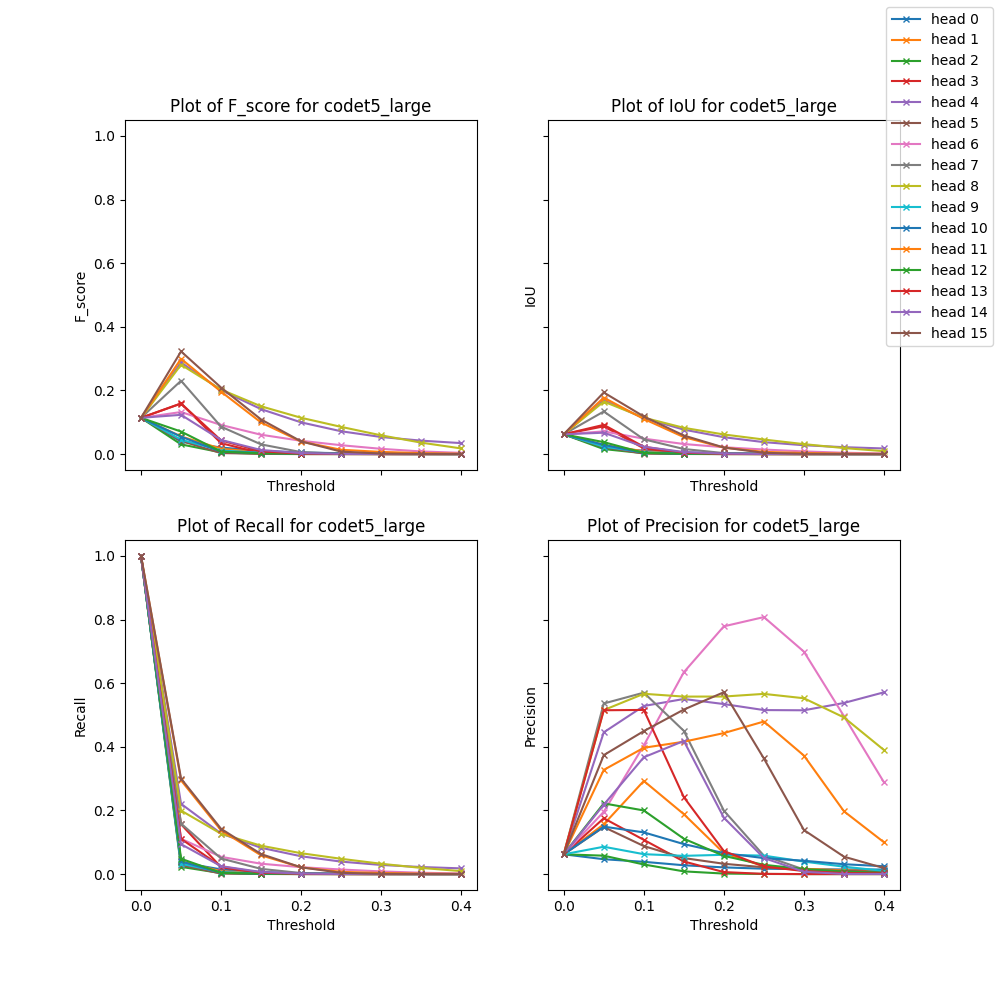 Plot of F_score for codet5_large
1.0
0.8
0.6
0.4
0.2
0.0
F_score
Threshold
Plot of IoU for codet5_large
IoU
Threshold
head 0
head 1
head 2
head 3
head 4
head 5
head 6
head 7
head 8
head 9
head 10
head 11
head 12
head 13
head 14
head 15
Plot of Recall for codet5_large
1.0
0.8
0.6
0.4
0.2
0.0
Recall
0.0 0.1 0.2 0.3 0.4
Threshold
Plot of Precision for codet5_large
Precision
0.0 0.1 0.2 0.3 0.4
Threshold